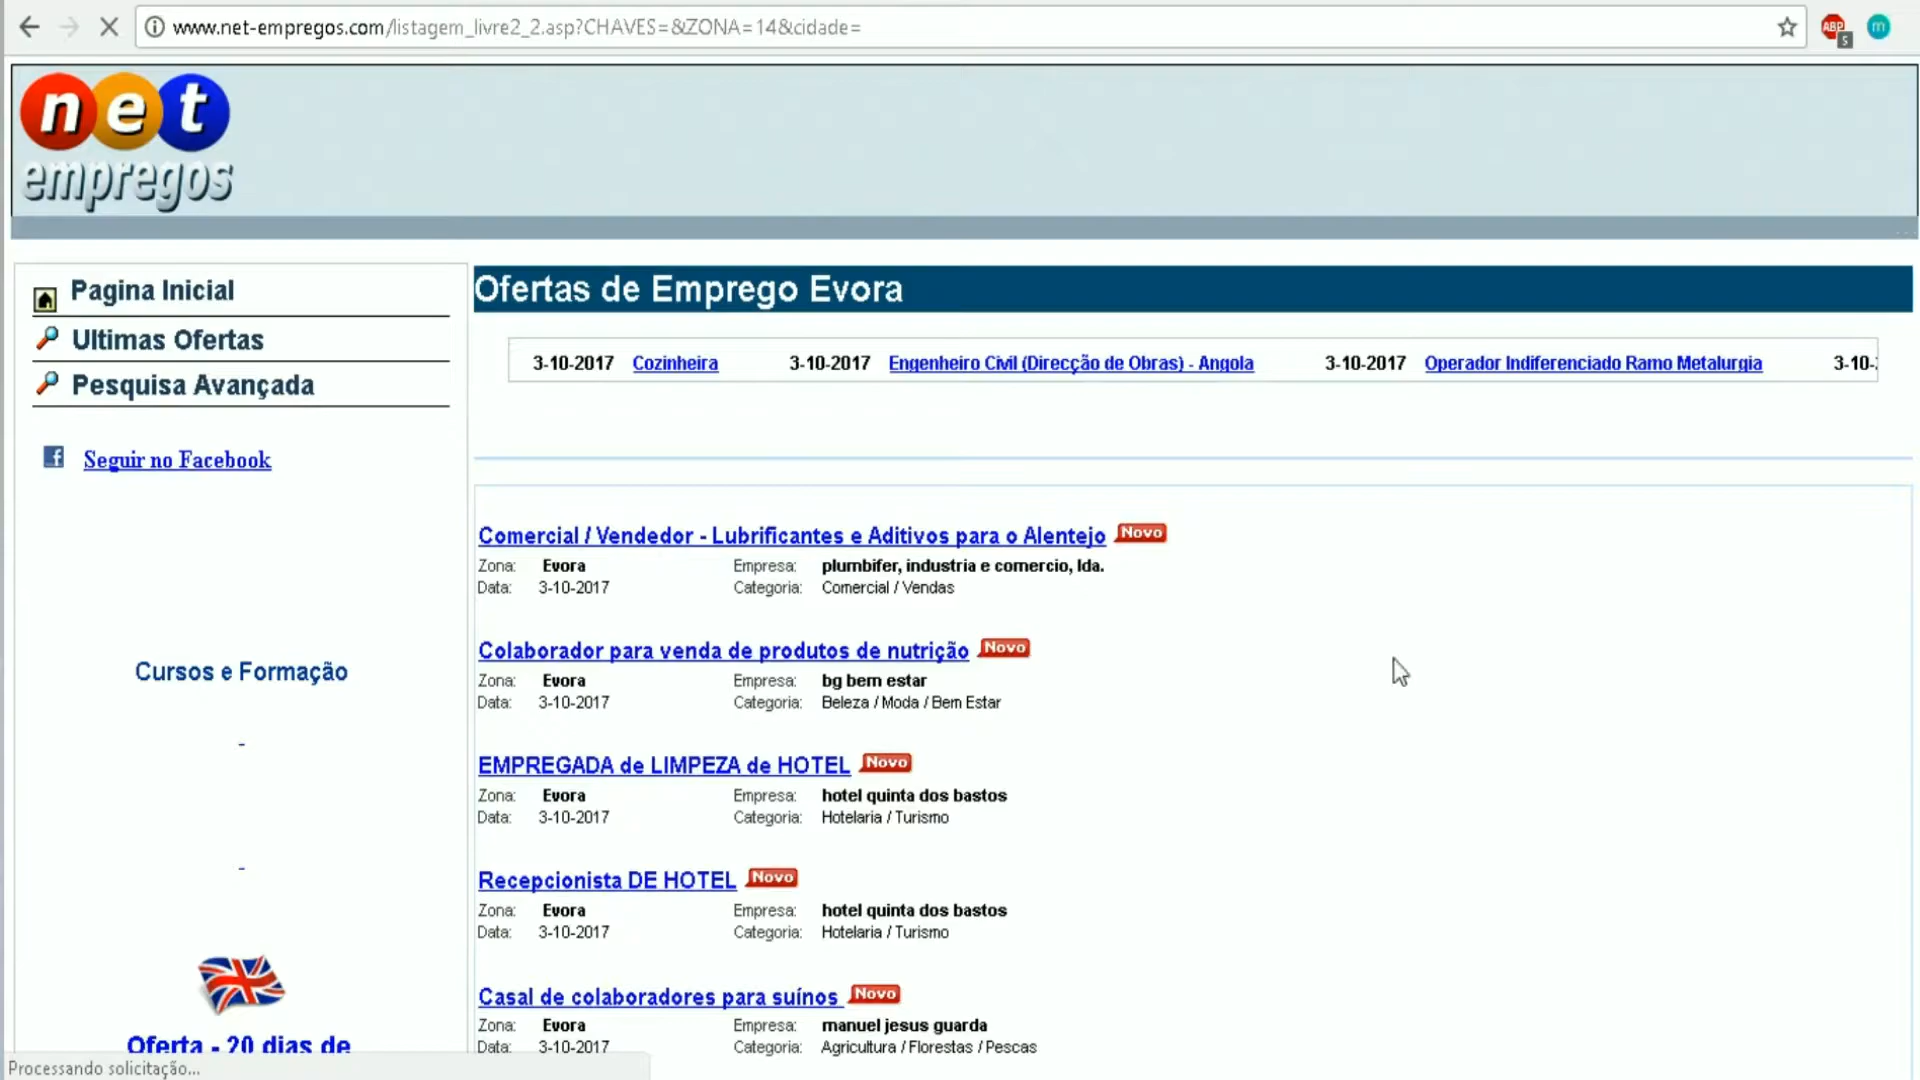 www.net-empregos.com/listagem_livre2_2.asp?CHAVES=&ZONA=14&cidade=
ABP
5
m
net
empregos
Pagina Inicial
Ultimas Ofertas
Pesquisa Avançada
f Seguir no Facebook
Cursos e Formação
-
-
Oferta - 20 dias de
Ofertas de Emprego Evora
3-10-2017 Cozinheira 3-10-2017 Engenheiro Civil (Direcção de Obras) - Angola 3-10-2017 Operador Indiferenciado Ramo Metalurgia 3-10-
Comercial / Vendedor - Lubrificantes e Aditivos para o Alentejo Novo
Zona: Evora Empresa: plumbifer, industria e comercio, lda.
Data: 3-10-2017 Categoria: Comercial / Vendas
Colaborador para venda de produtos de nutrição Novo
Zona: Evora Empresa: bg bem estar
Data: 3-10-2017 Categoria: Beleza / Moda / Bem Estar
EMPREGADA de LIMPEZA de HOTEL Novo
Zona: Evora Empresa: hotel quinta dos bastos
Data: 3-10-2017 Categoria: Hotelaria / Turismo
Recepcionista DE HOTEL Novo
Zona: Evora Empresa: hotel quinta dos bastos
Data: 3-10-2017 Categoria: Hotelaria / Turismo
Casal de colaboradores para suínos Novo
Zona: Evora Empresa: manuel jesus guarda
Data: 3-10-2017 Categoria: Agricultura / Florestas / Pescas
Processando solicitação...